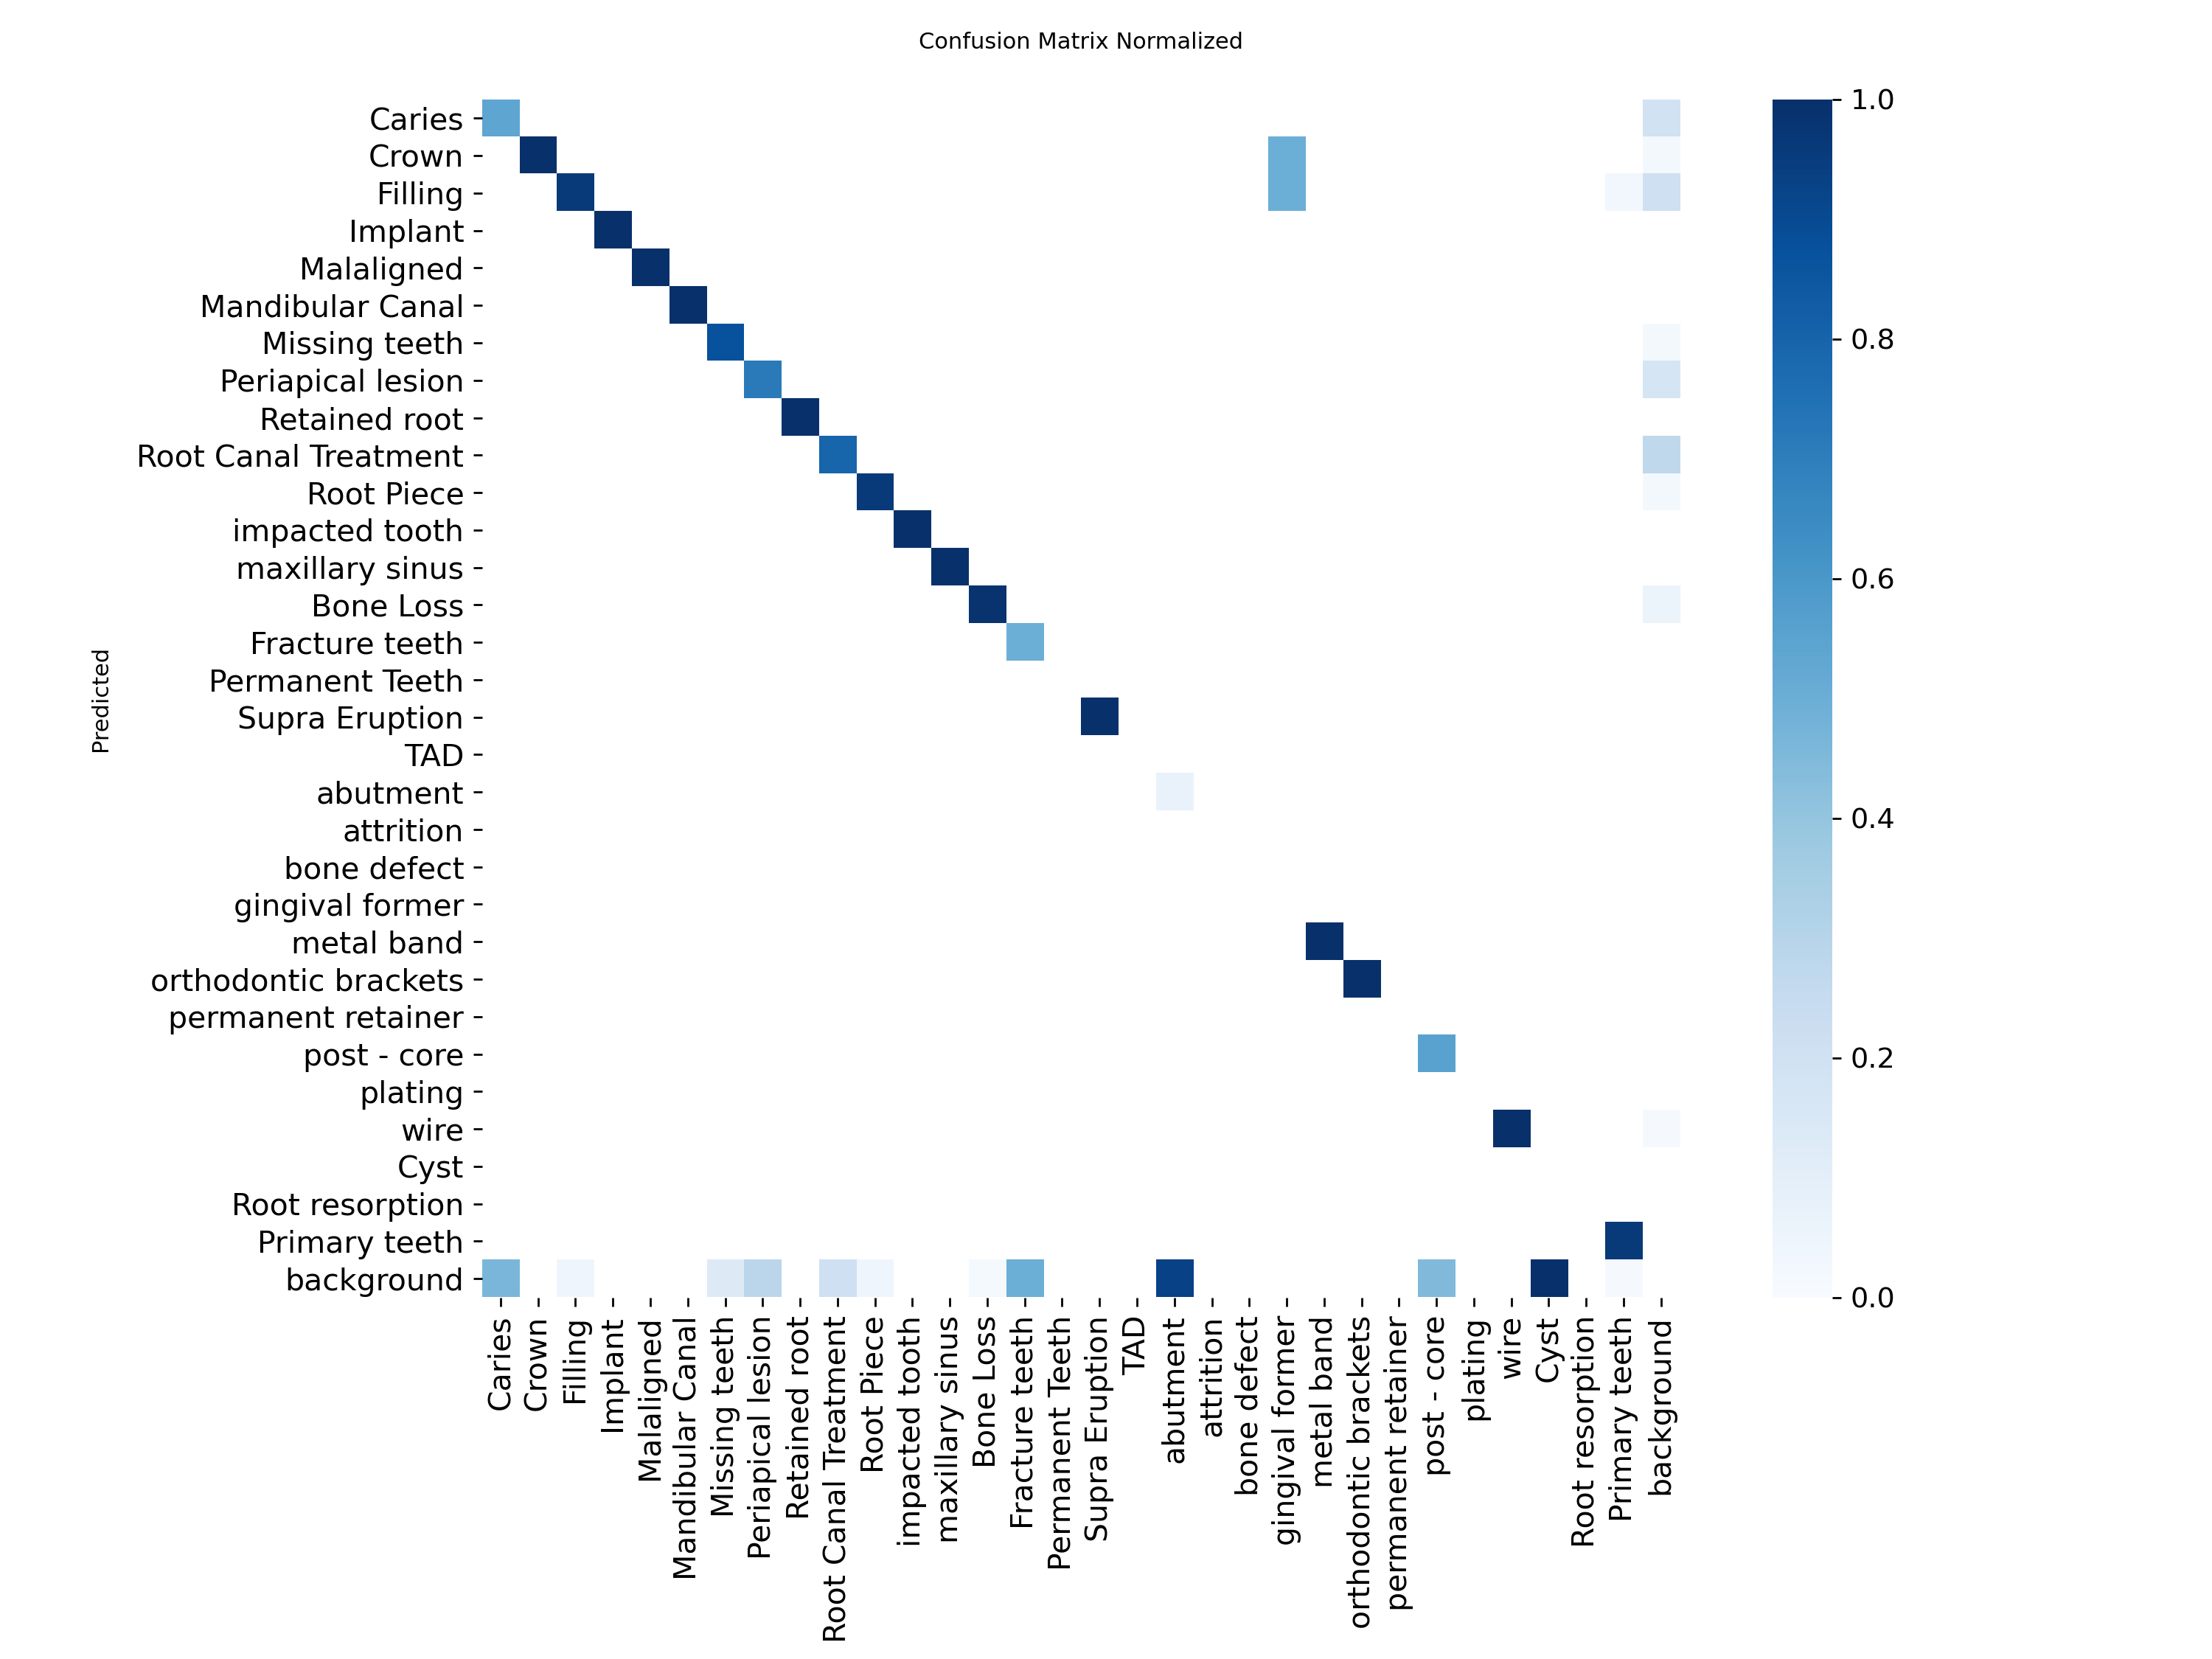 Confusion Matrix Normalized
Predicted
Caries
Crown
Filling
Implant
Malaligned
Mandibular Canal
Missing teeth
Periapical lesion
Retained root
Root Canal Treatment
Root Piece
impacted tooth
maxillary sinus
Bone Loss
Fracture teeth
Permanent Teeth
Supra Eruption
TAD
abutment
attrition
bone defect
gingival former
metal band
orthodontic brackets
permanent retainer
post - core
plating
wire
Cyst
Root resorption
Primary teeth
background
Caries
Crown
Filling
Implant
Malaligned
Mandibular Canal
Missing teeth
Periapical lesion
Retained root
Root Canal Treatment
Root Piece
impacted tooth
maxillary sinus
Bone Loss
Fracture teeth
Permanent Teeth
Supra Eruption
TAD
abutment
attrition
bone defect
gingival former
metal band
orthodontic brackets
permanent retainer
post - core
plating
wire
Cyst
Root resorption
Primary teeth
background
1.0
0.8
0.6
0.4
0.2
0.0